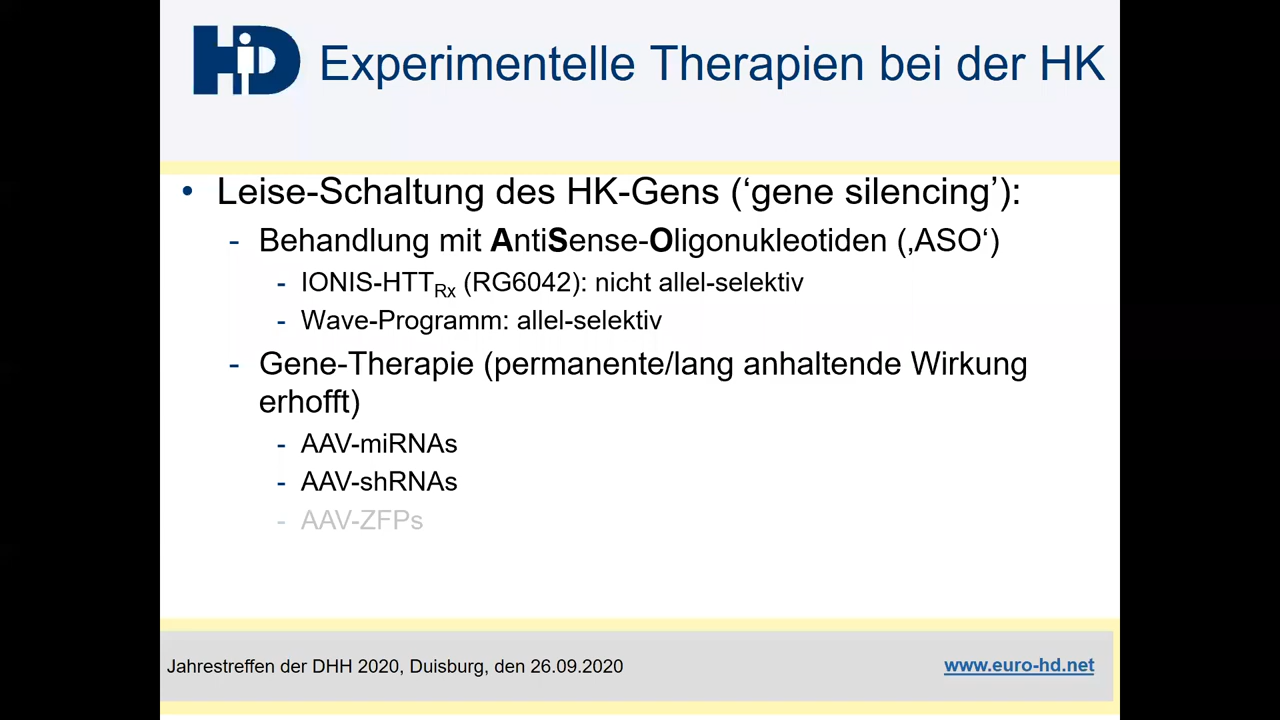 HD Experimentelle Therapien bei der HK
• Leise-Schaltung des HK-Gens (‘gene silencing’):
- Behandlung mit AntiSense-Oligonukleotiden (‚ASO‘)
- IONIS-HTTRx (RG6042): nicht allel-selektiv
- Wave-Programm: allel-selektiv
- Gene-Therapie (permanente/lang anhaltende Wirkung
erhofft)
- AAV-miRNAs
- AAV-shRNAs
- AAV-ZFPs
Jahrestreffen der DHH 2020, Duisburg, den 26.09.2020
www.euro-hd.net